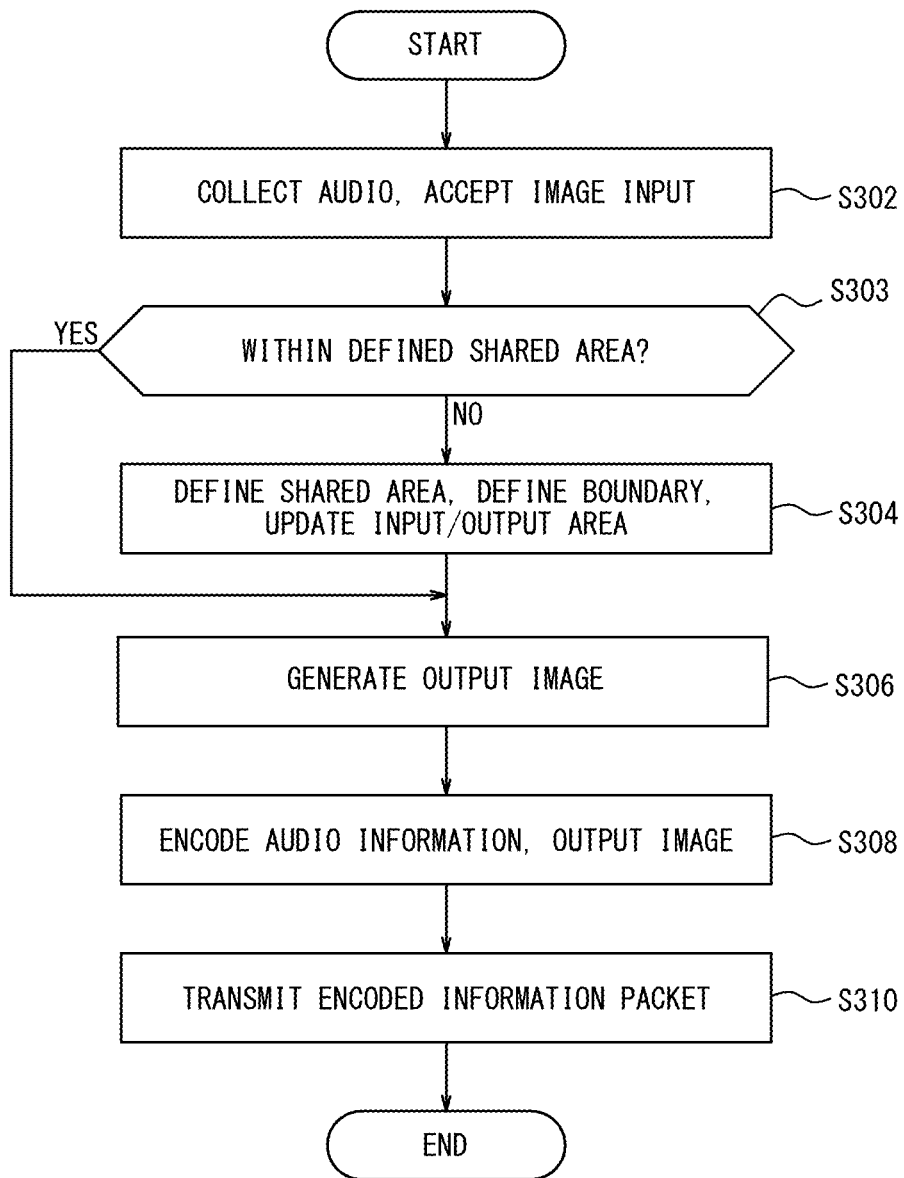 START
COLLECT AUDIO, ACCEPT IMAGE INPUT
S302
S303
YES
WITHIN DEFINED SHARED AREA?
NO
DEFINE SHARED AREA, DEFINE BOUNDARY,
UPDATE INPUT/OUTPUT AREA
S304
GENERATE OUTPUT IMAGE
S306
ENCODE AUDIO INFORMATION, OUTPUT IMAGE
S308
TRANSMIT ENCODED INFORMATION PACKET
S310
END